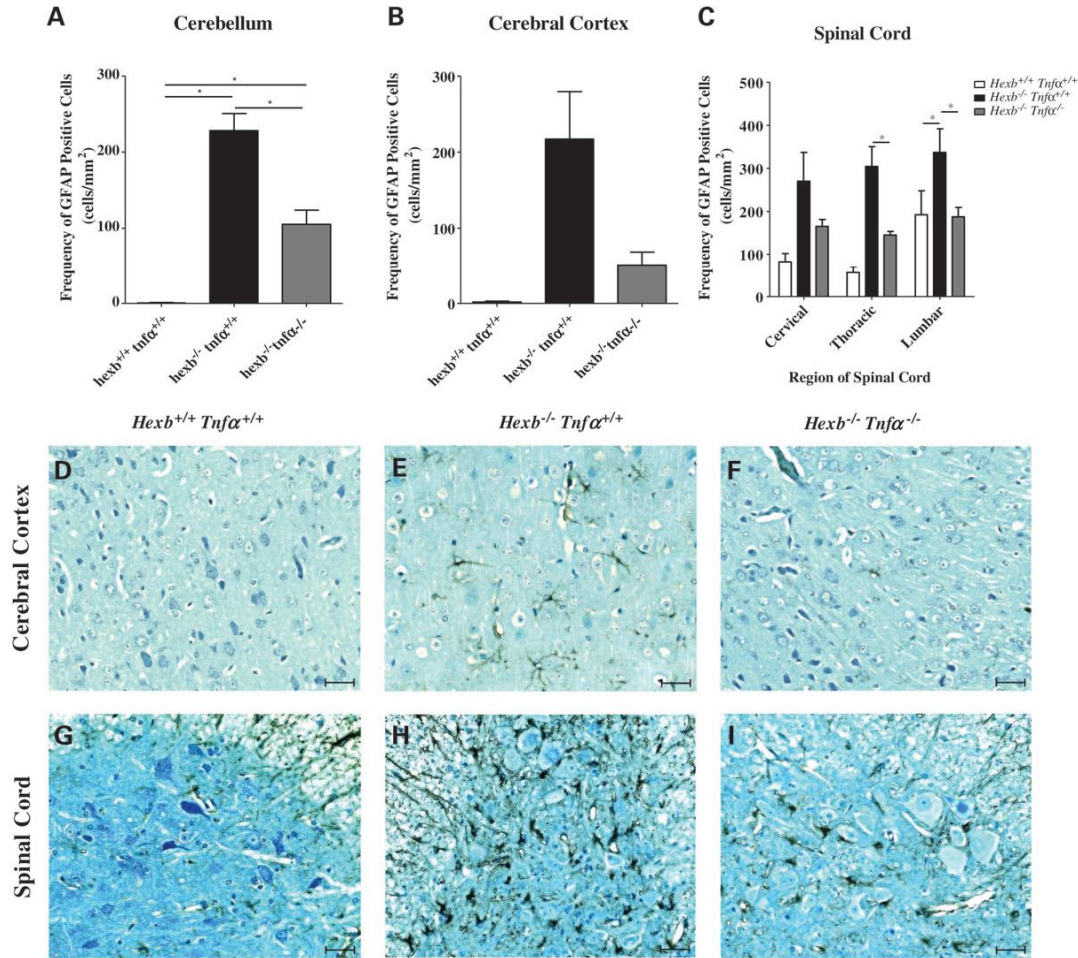 A
Cerebellum
Frequency of GFAP Positive Cells
(cells/mm²)
300
200
100
0
*
*
*
hexb+/+ tnfα+/+
hexb-/- tnfα+/+
hexb-/-tnfα-/-
B
Cerebral Cortex
Frequency of GFAP Positive Cells
(cells/mm²)
300
200
100
0
hexb+/+ tnfα+/+
hexb-/- tnfα+/+
hexb-/-tnfα-/-
C
Spinal Cord
Frequency of GFAP Positive Cells
(cells/mm²)
500
400
300
200
100
0
*
*
*
Hexb+/+ Tnfα+/+
Hexb-/- Tnfα+/+
Hexb-/- Tnfα-/-
Cervical
Thoracic
Lumbar
Region of Spinal Cord
Hexb+/+ Tnfα+/+
Hexb-/- Tnfα+/+
Hexb-/- Tnfα-/-
Cerebral Cortex
D
E
F
Spinal Cord
G
H
I